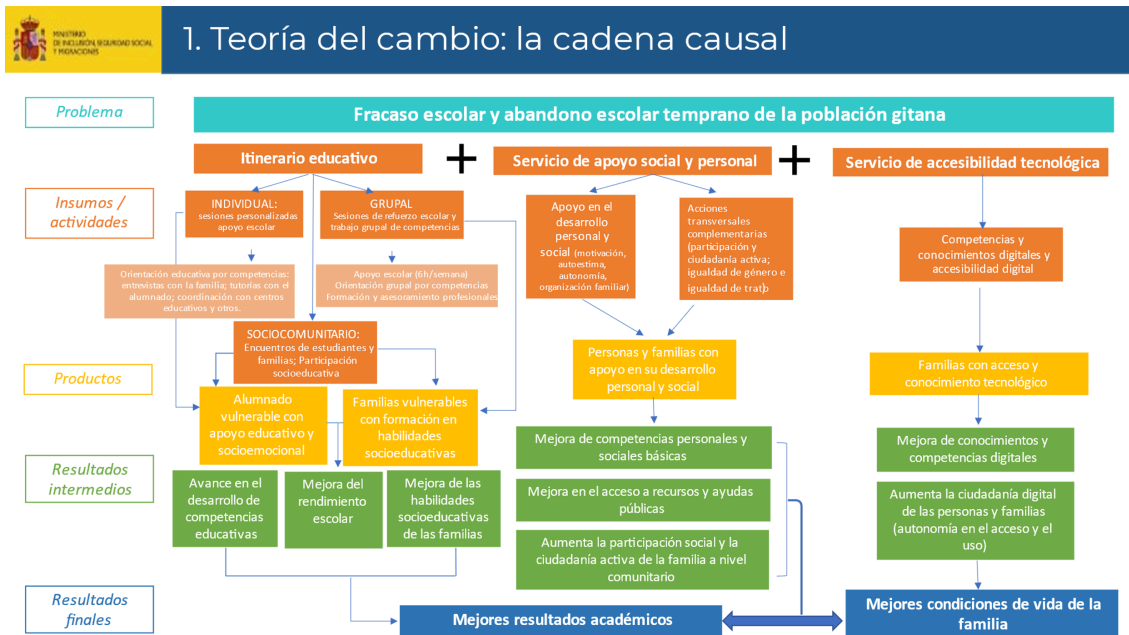 MINISTERIO
DE INCLUSIÓN, SEGURIDAD SOCIAL
Y MIGRACIONES
1. Teoría del cambio: la cadena causal
Problema
Fracaso escolar y abandono escolar temprano de la población gitana
Itinerario educativo
+
Servicio de apoyo social y personal
+
Servicio de accesibilidad tecnológica
Insumos /
actividades
INDIVIDUAL:
sesiones personalizadas
apoyo escolar
GRUPAL
Sesiones de refuerzo escolar y
trabajo grupal de competencias
Orientación educativa por competencias:
entrevistas con la familia; tutorías con el
alumnado; coordinación con centros
educativos y otros.
Apoyo escolar (6h/semana)
Orientación grupal por competencias
Formación y asesoramiento profesionales
SOCIOCOMUNITARIO:
Encuentros de estudiantes y
familias; Participación
socioeducativa
Apoyo en el
desarrollo
personal y
social (motivación,
autoestima,
autonomía,
organización familiar)
Acciones
transversales
complementarias
(participación y
ciudadanía activa;
igualdad de género e
igualdad de trato)
Competencias y
conocimientos digitales y
accesibilidad digital
Productos
Alumnado
vulnerable con
apoyo educativo y
socioemocional
Familias vulnerables
con formación en
habilidades
socioeducativas
Personas y familias con
apoyo en su desarrollo
personal y social
Familias con acceso y
conocimiento tecnológico
Resultados
intermedios
Avance en el
desarrollo de
competencias
educativas
Mejora del
rendimiento
escolar
Mejora de las
habilidades
socioeducativas
de las familias
Mejora de competencias personales y
sociales básicas
Mejora en el acceso a recursos y ayudas
públicas
Aumenta la participación social y la
ciudadanía activa de la familia a nivel
comunitario
Mejora de conocimientos y
competencias digitales
Aumenta la ciudadanía digital
de las personas y familias
(autonomía en el acceso y el
uso)
Resultados
finales
Mejores resultados académicos
Mejores condiciones de vida de la
familia